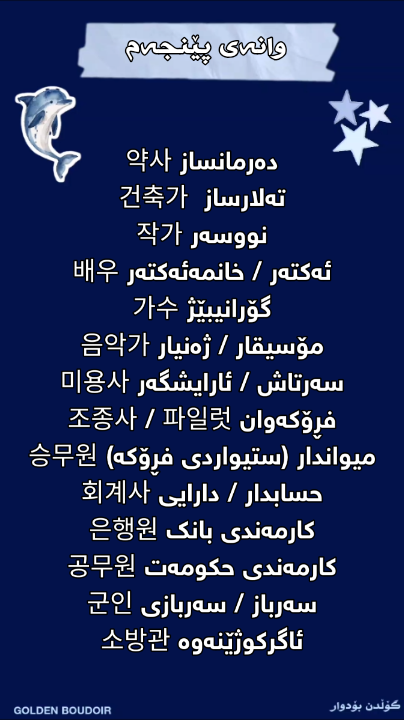 وانەی پێنجەم
دەرمانساز 약사
تەلارساز 건축가
نووسەر 작가
ئەکتەر / خانمەئەکتەر 배우
گۆرانیبێژ 가수
مۆسیقار / ژەنیار 음악가
سەرتاش / ئارایشگەر 미용사
فڕۆکەوان 조종사 / 파일럿
میواندار (ستیواردی فڕۆکە) 승무원
حسابدار / دارایی 회계사
کارمەندی بانک 은행원
کارمەندی حکومەت 공무원
سەرباز / سەربازی 군인
ئاگرکوژێنەوە 소방관
GOLDEN BOUDOIR
گۆڵدن بۆدوار